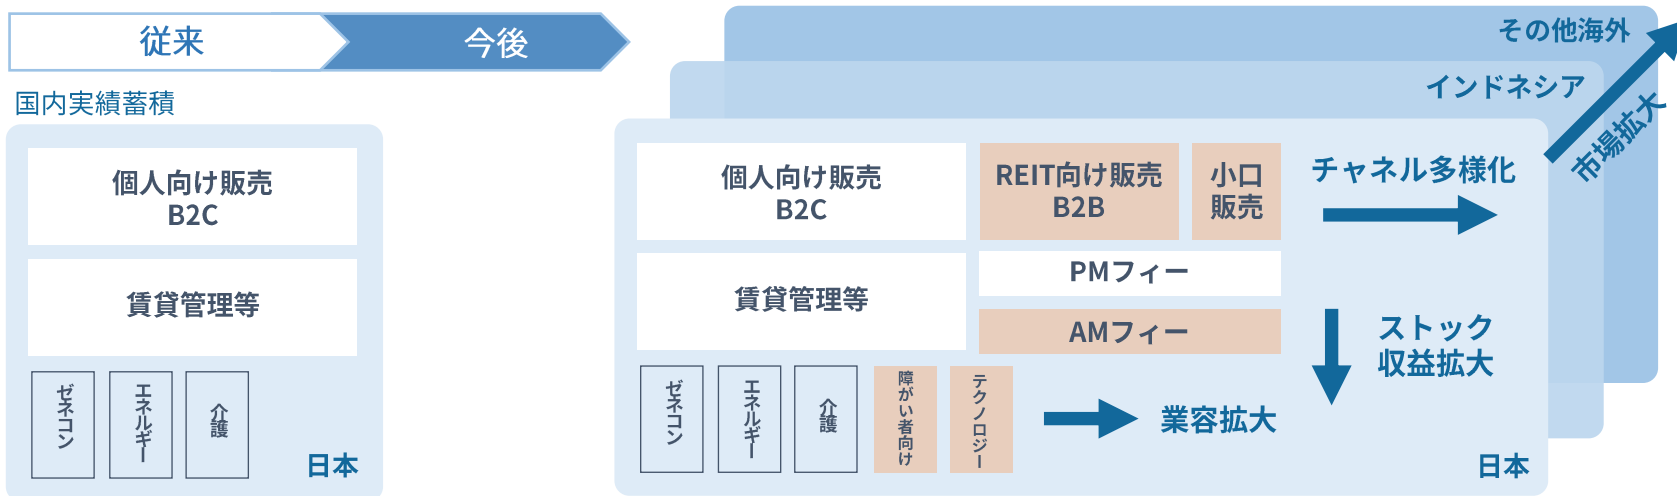 従来
今後
国内実績蓄積
個人向け販売
B2C
賃貸管理等
ゼネコン
エネルギー
介護
日本
その他海外
インドネシア
市場拡大
個人向け販売
B2C
REIT向け販売
B2B
小口
販売
チャネル多様化
賃貸管理等
PMフィー
AMフィー
ストック
収益拡大
ゼネコン
エネルギー
介護
障がい者向け
テクノロジー
業容拡大
日本